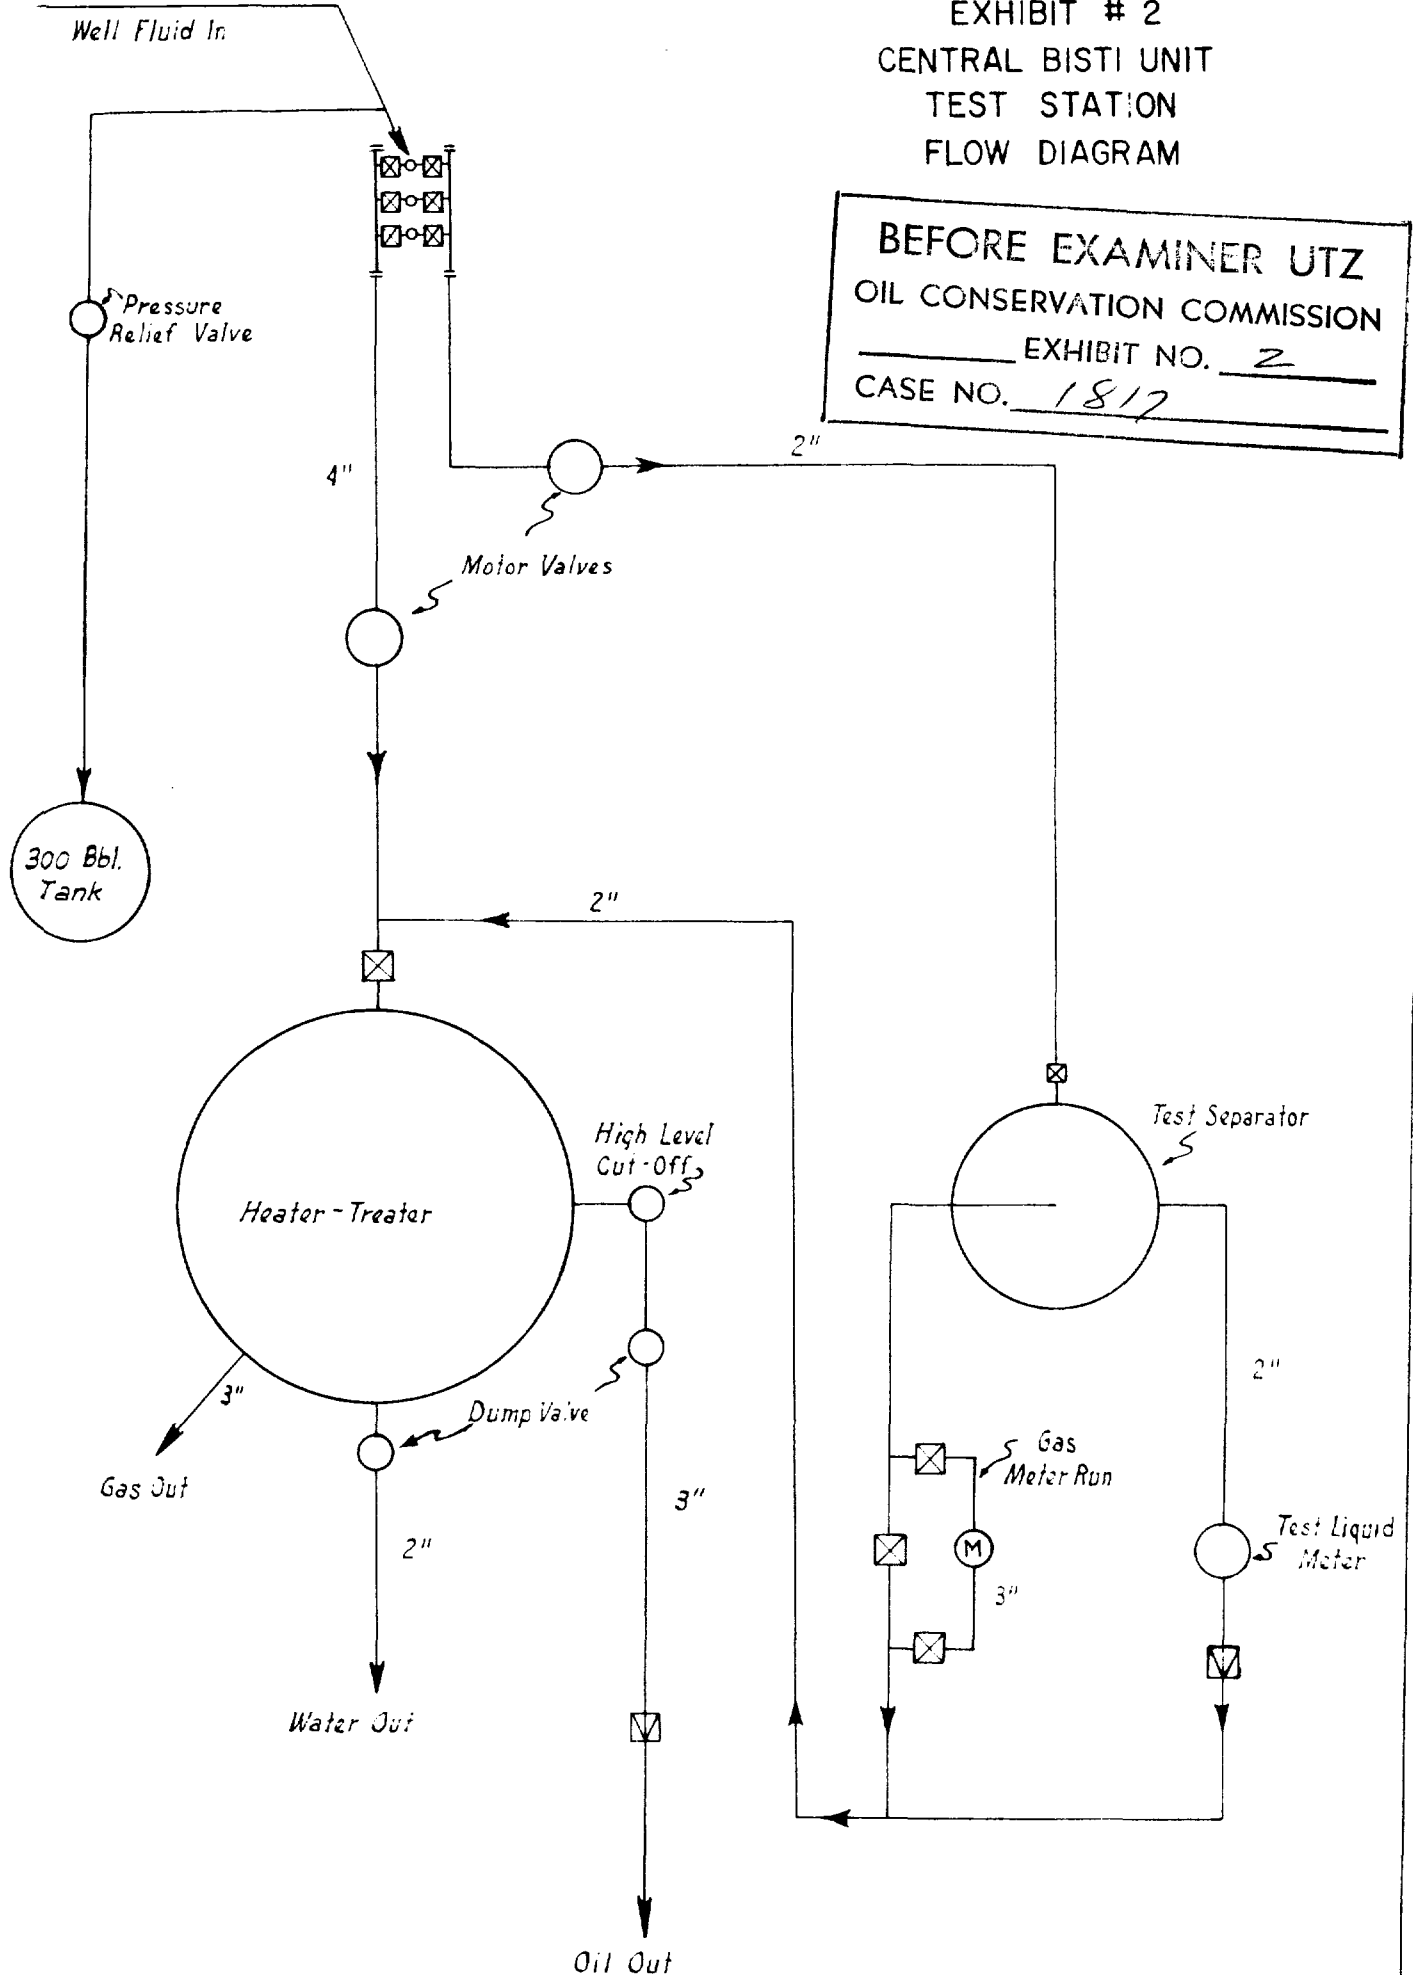 EXHIBIT # 2
CENTRAL BISTI UNIT
TEST STATION
FLOW DIAGRAM
Well Fluid In
BEFORE EXAMINER UTZ
OIL CONSERVATION COMMISSION
EXHIBIT NO. 2
CASE NO. 1817
Pressure
Relief Valve
2"
4"
Motor Valves
300 Bbl.
Tank
2"
Test Separator
High Level
Cut-Off
Heater-Treater
2"
3"
Dump Valve
Gas
Meter Run
Gas Out
3"
Test Liquid
Meter
2"
M
3"
Water Out
Oil Out